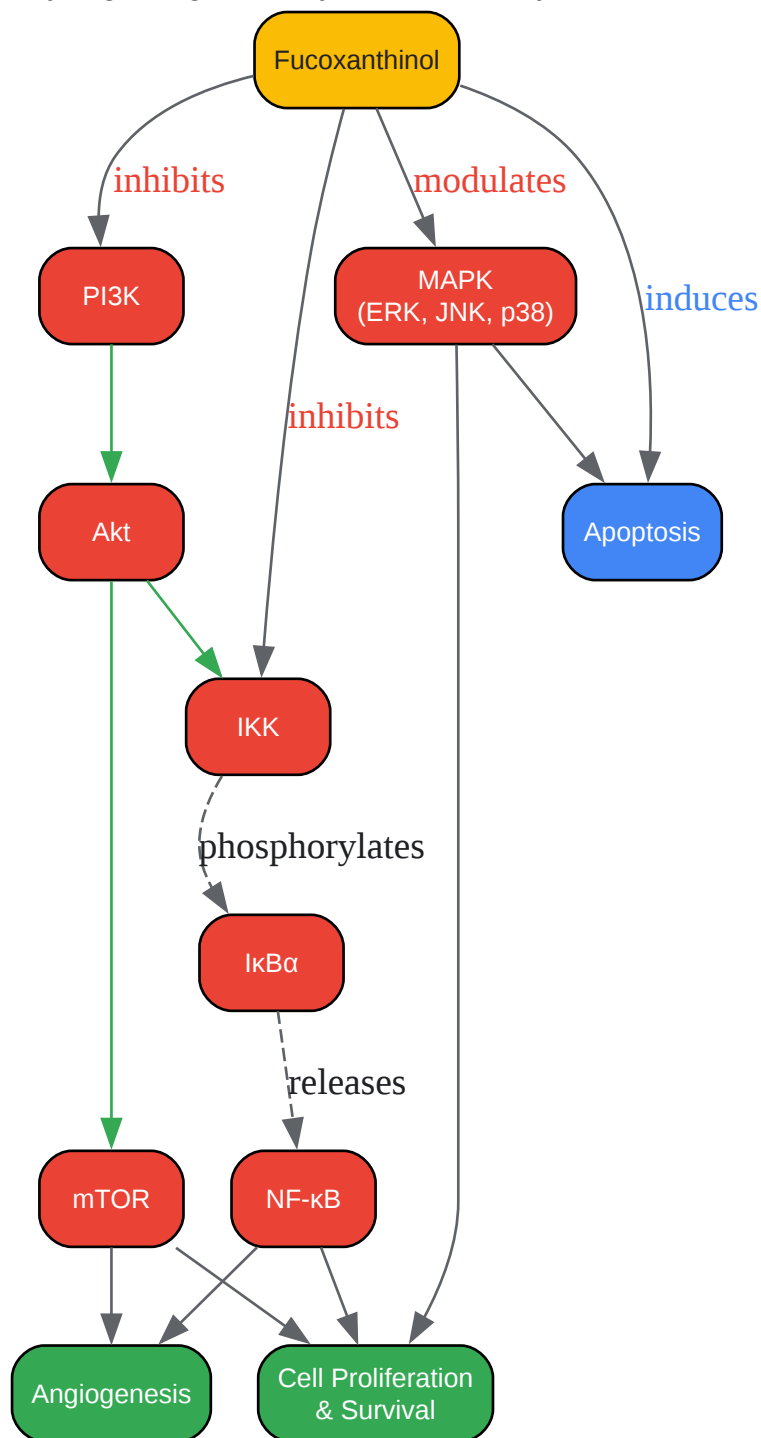 Fucoxanthinol
inhibits
modulates
PI3K
MAPK
(ERK, JNK, p38)
induces
inhibits
Akt
Apoptosis
IKK
phosphorylates
IκBα
releases
mTOR
NF-κB
Angiogenesis
Cell Proliferation
& Survival